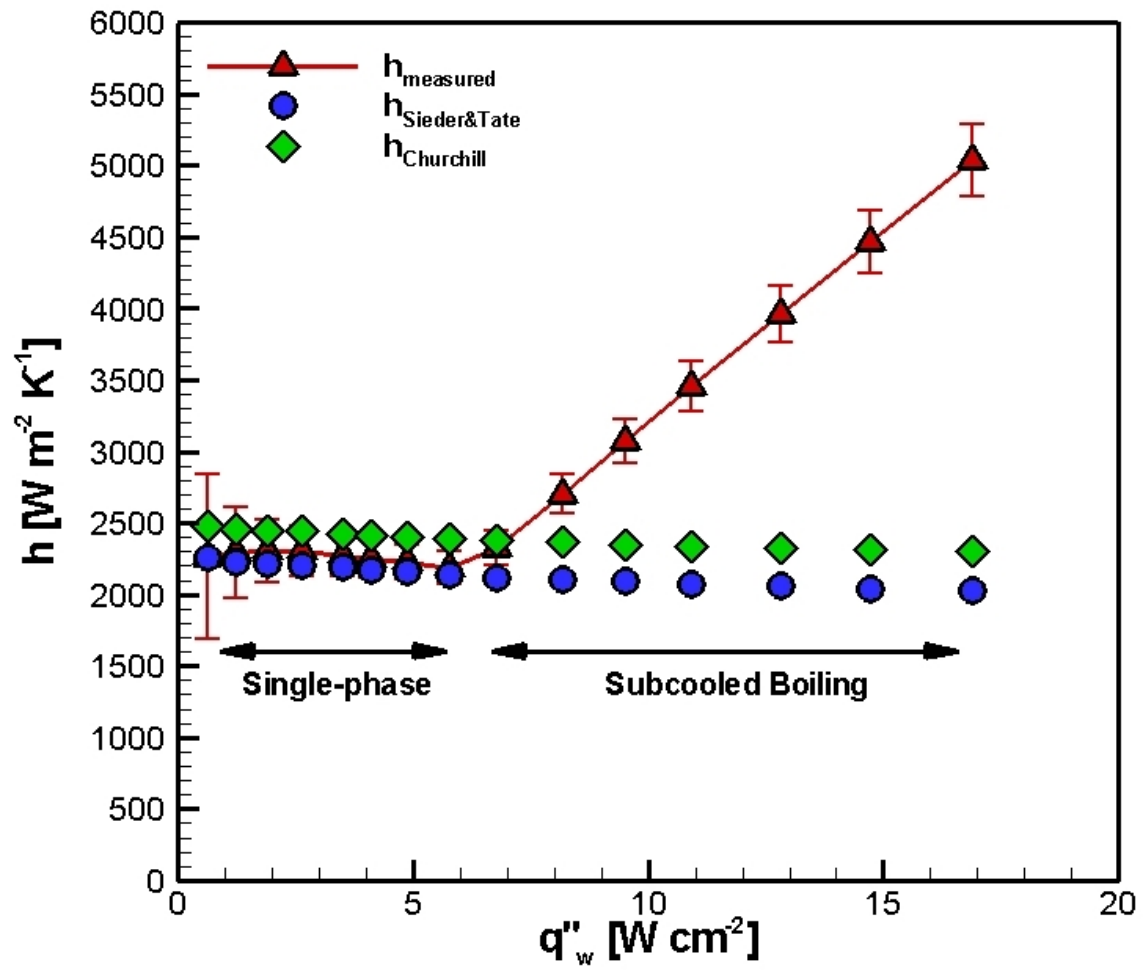 6000
5500
5000
4500
4000
3500
3000
2500
2000
1500
1000
500
0
h [W m-2 K-1]
hmeasured
hSieder&Tate
hChurchill
Single-phase
Subcooled Boiling
0 5 10 15 20
q"w [W cm-2]